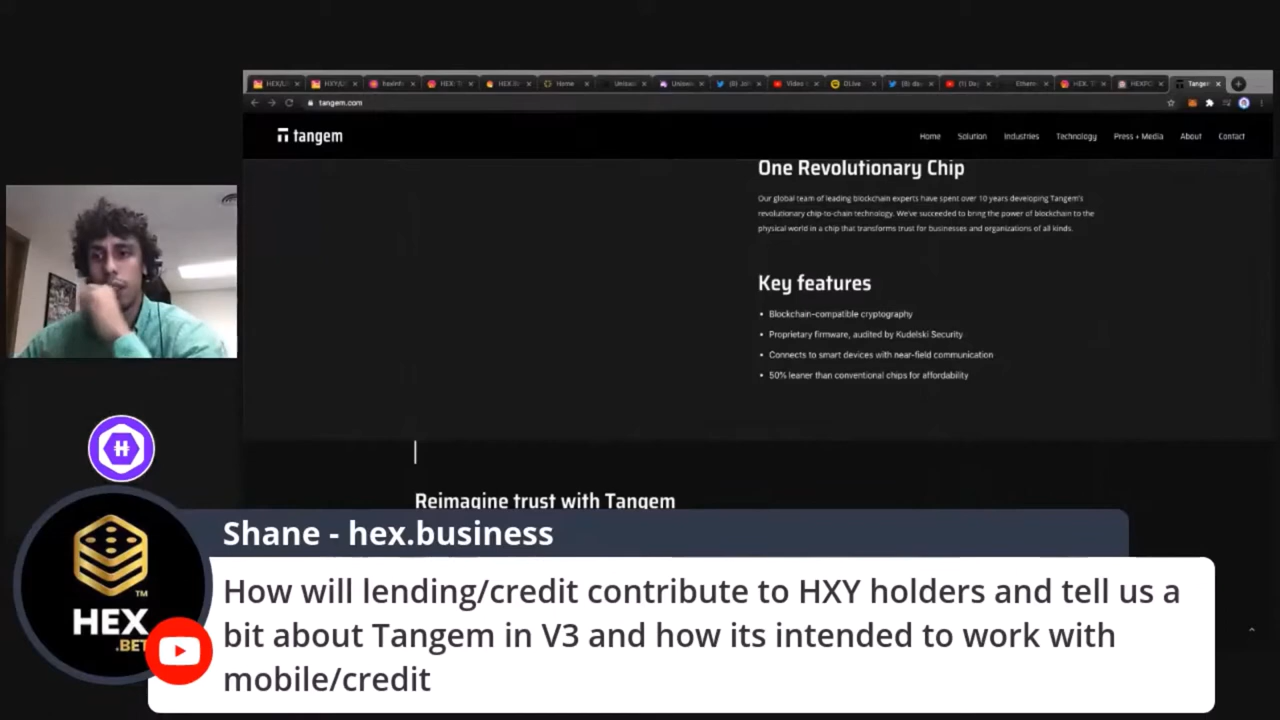 HEX
Home
Video
tangem.com
tangem
Home Solution Industries Technology Press + Media About Contact
One Revolutionary Chip
Our global team of leading blockchain experts have spent over 10 years developing Tangem's
revolutionary chip-to-chain technology. We've succeeded to bring the power of blockchain to the
physical world in a chip that transforms trust for businesses and organizations of all kinds.
Key features
• Blockchain-compatible cryptography
• Proprietary firmware, audited by Kudelski Security
• Connects to smart devices with near-field communication
• 50% leaner than conventional chips for affordability
Reimagine trust with Tangem
HEX
.BET
TM
Shane - hex.business
How will lending/credit contribute to HXY holders and tell us a
bit about Tangem in V3 and how its intended to work with
mobile/credit